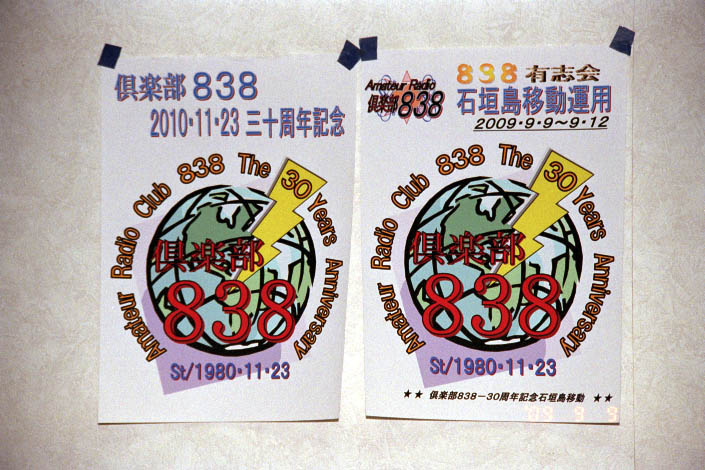 倶楽部 838
2010・11・23 三十周年記念
Amateur Radio Club 838 The 30 Years Anniversary
倶楽部
838
St/1980・11・23
Amateur Radio
倶楽部838
838 有志会
石垣島移動運用
2009・9・9～9・12
Amateur Radio Club 838 The 30 Years Anniversary
倶楽部
838
St/1980・11・23
★★ 倶楽部838－30周年記念石垣島移動 ★★
'09 9 9